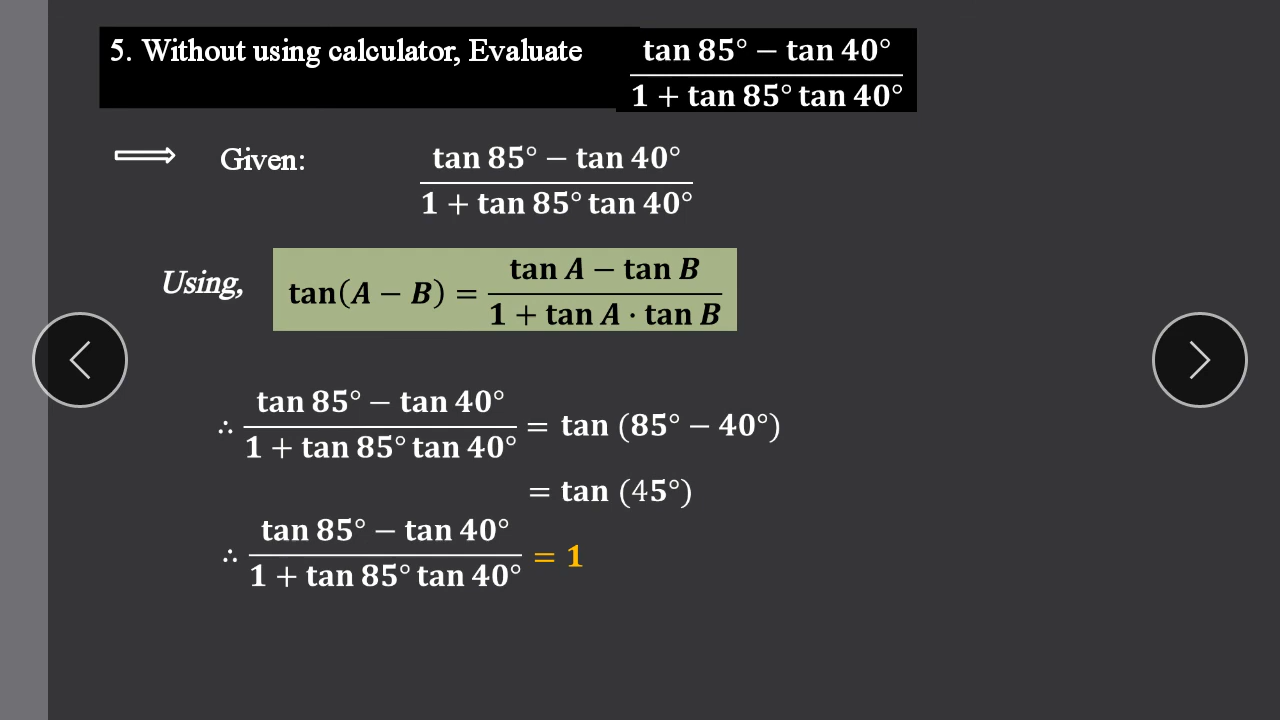 5. Without using calculator, Evaluate
tan 85° − tan 40°
1 + tan 85° tan 40°
⟹ Given:
tan 85° − tan 40°
1 + tan 85° tan 40°
Using,
tan(A − B) =
tan A − tan B
1 + tan A · tan B
tan 85° − tan 40°
∴
1 + tan 85° tan 40°
= tan (85° − 40°)
= tan (45°)
tan 85° − tan 40°
∴
1 + tan 85° tan 40°
= 1